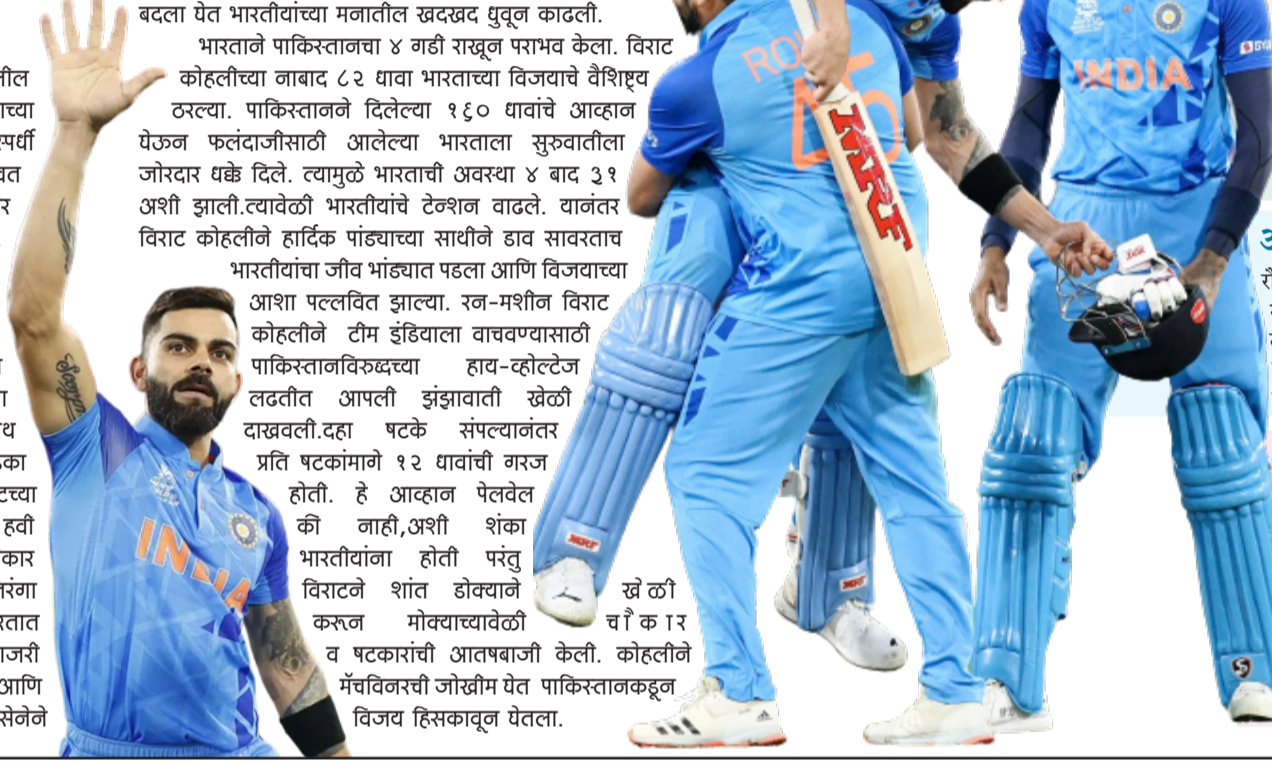 बदला घेत भारतीयांच्या मनातील खदखद धुवून काढली.
भारताने पाकिस्तानचा ४ गडी राखून पराभव केला. विराट
कोहलीच्या नाबाद ८२ धावा भारताच्या विजयाचे वैशिष्ट्य
ठरल्या. पाकिस्तानने दिलेल्या १६० धावांचे आव्हान
घेऊन फलंदाजीसाठी आलेल्या भारताला सुरुवातीला
जोरदार धक्के दिले. त्यामुळे भारताची अवस्था ४ बाद ३१
अशी झाली.त्यावेळी भारतीयांचे टेन्शन वाढले. यानंतर
विराट कोहलीने हार्दिक पांड्याच्या साथीने डाव सावरताच
भारतीयांचा जीव भांड्यात पडला आणि विजयाच्या
आशा पल्लवित झाल्या. रन-मशीन विराट
कोहलीने टीम इंडियाला वाचवण्यासाठी
पाकिस्तानविरुध्दच्या हाय-व्होल्टेज
लढतीत आपली झंझावाती खेळी
दाखवली.दहा षटके संपल्यानंतर
प्रति षटकांमागे १२ धावांची गरज
होती. हे आव्हान पेलवेल
की नाही,अशी शंका
भारतीयांना होती परंतु
विराटने शांत डोक्याने खेळी
करून मोक्याच्यावेळी चौकार
व षटकारांची आतषबाजी केली. कोहलीने
मॅचविनरची जोखीम घेत पाकिस्तानकडून
विजय हिसकावून घेतला.
INDIA
45
MRF
INDIA
MRF
MRF